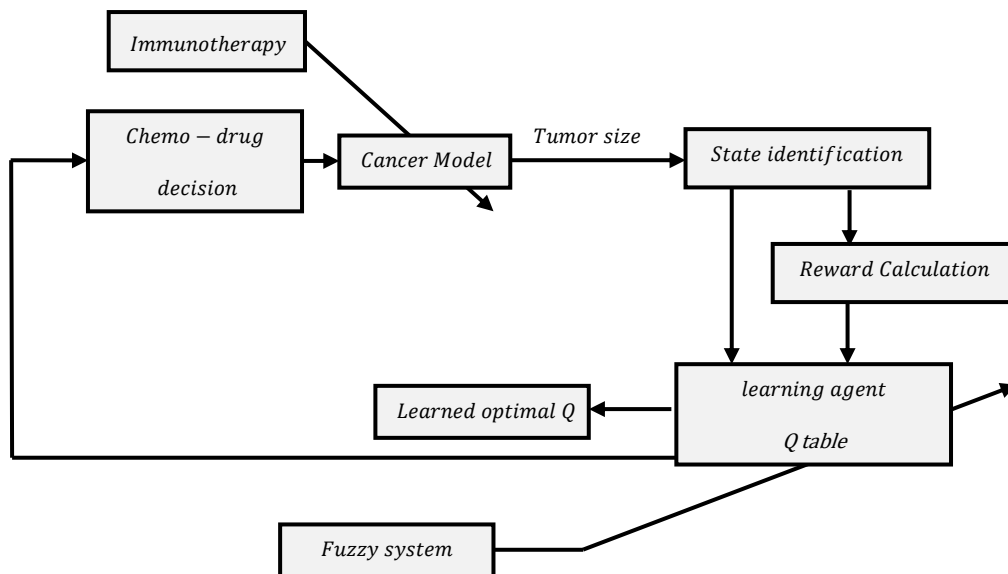 Immunotherapy
Chemo − drug
decision
Cancer Model
Tumor size
State identification
Reward Calculation
learning agent
Q table
Learned optimal Q
Fuzzy system